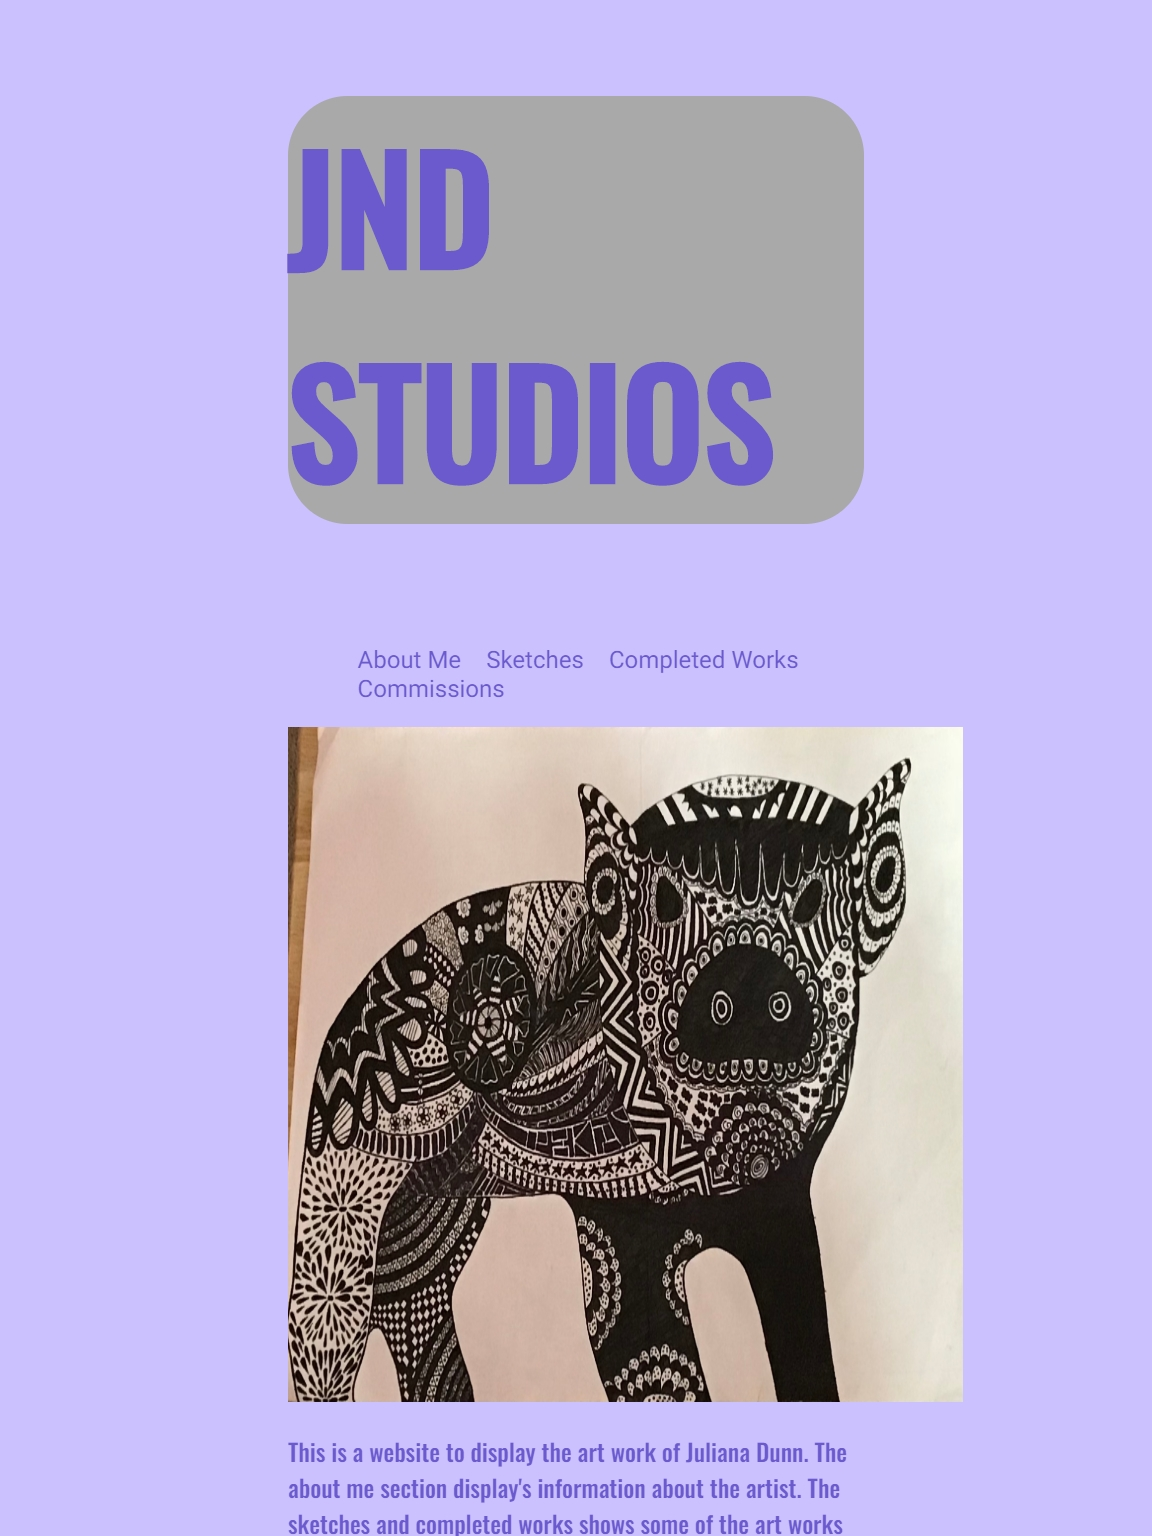 JND
STUDIOS
About Me Sketches Completed Works
Commissions
This is a website to display the art work of Juliana Dunn. The
about me section display's information about the artist. The
sketches and completed works shows some of the art works